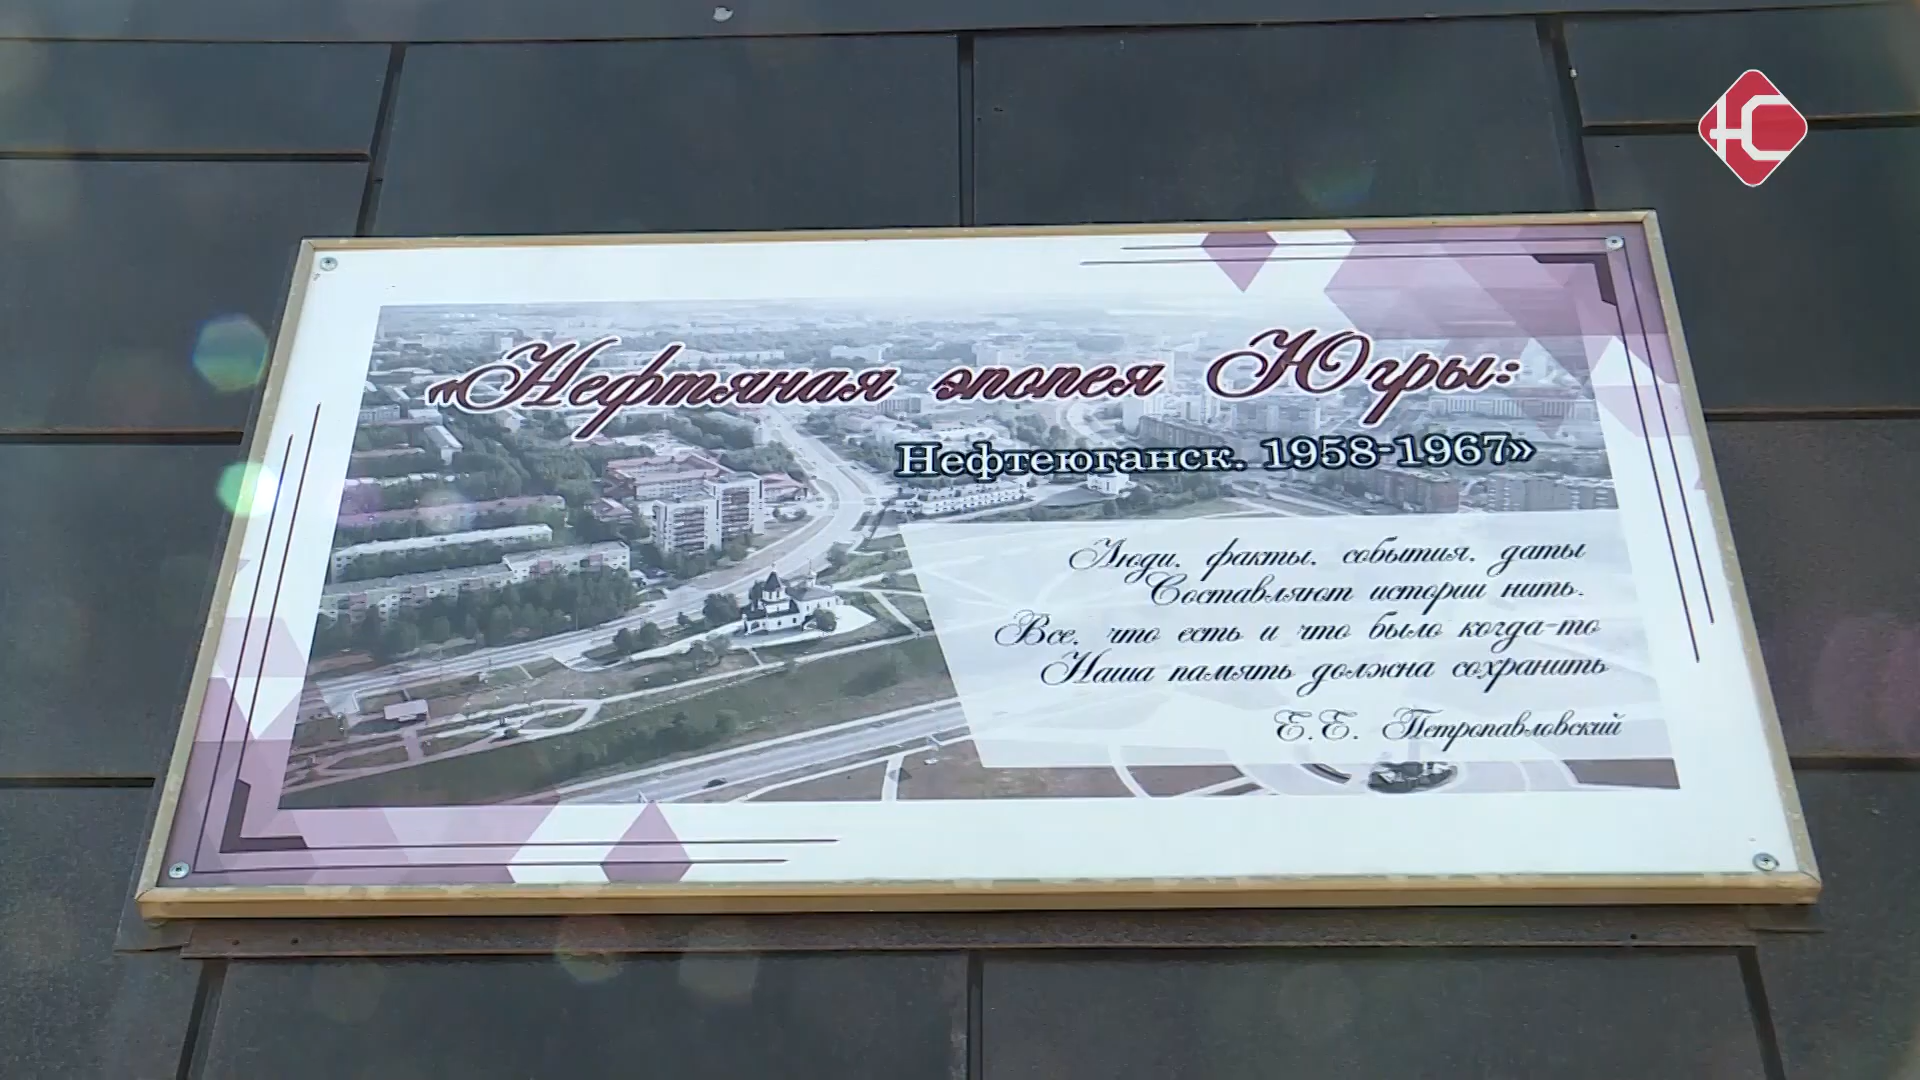 ЮС
«Нефтяная эпопея Югры:
Нефтеюганск. 1958-1967»
Люди, факты, события, даты
Составляют истории нить.
Все, что есть и что было когда-то
Наша память должна сохранить
Е.Е. Петропавловский